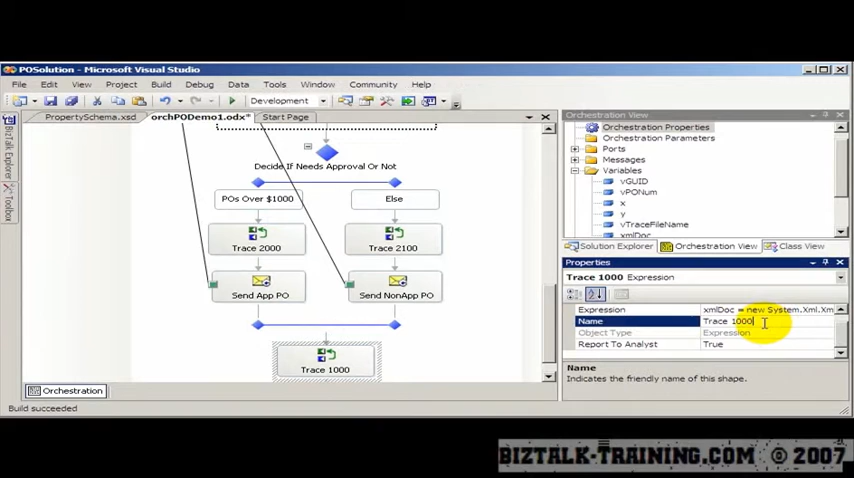 POSolution - Microsoft Visual Studio
File Edit View Project Build Debug Data Tools Window Community Help
Development
PropertySchema.xsd orchPODemo1.odx* Start Page
BizTalk Explorer
Toolbox
Decide If Needs Approval Or Not
POs Over $1000 Else
Trace 2000 Trace 2100
Send App PO Send NonApp PO
Trace 1000
Orchestration
Build succeeded
Orchestration View
Orchestration Properties
Orchestration Parameters
Ports
Messages
Variables
vGUID
vPONum
x
y
vTraceFileName
xmlDoc
Solution Explorer Orchestration View Class View
Properties
Trace 1000 Expression
Expression xmlDoc = new System.Xml.Xm
Name Trace 1000
Object Type Expression
Report To Analyst True
Name
Indicates the friendly name of this shape.
BIZTALK-TRAINING.COM © 2007